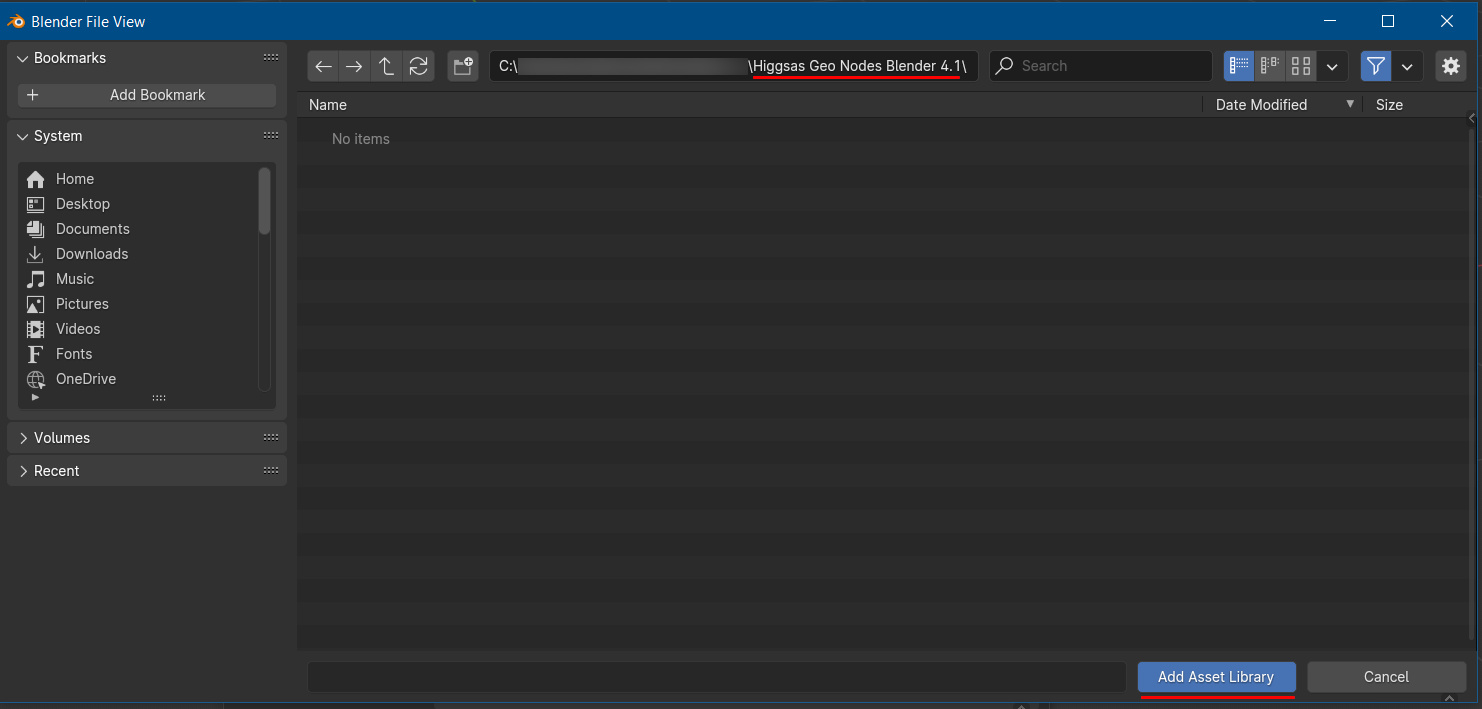 Blender File View
Bookmarks
Add Bookmark
System
Home
Desktop
Documents
Downloads
Music
Pictures
Videos
Fonts
OneDrive
Volumes
Recent
C:\ \Higgsas Geo Nodes Blender 4.1\
Search
Name Date Modified Size
No items
Add Asset Library Cancel